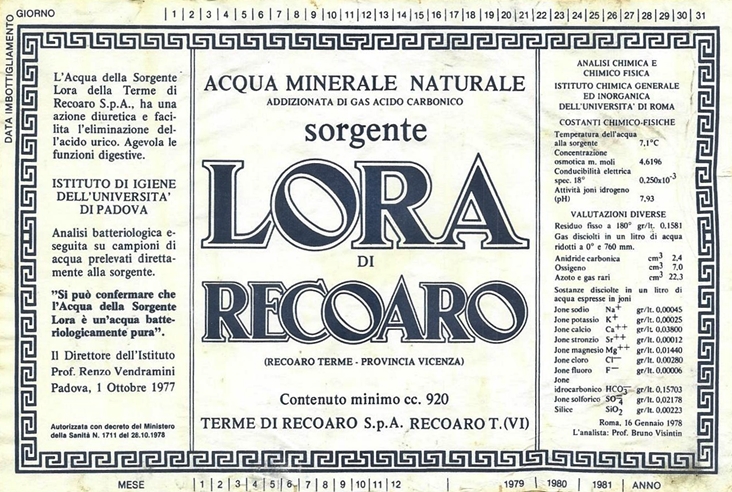 GIORNO 1 2 3 4 5 6 7 8 9 10 11 12 13 14 15 16 17 18 19 20 21 22 23 24 25 26 27 28 29 30 31
DATA IMBOTTIGLIAMENTO
L'Acqua della Sorgente
Lora della Terme di
Recoaro S.p.A., ha una
azione diuretica e faci-
lita l'eliminazione del-
l'acido urico. Agevola le
funzioni digestive.
ISTITUTO DI IGIENE
DELL'UNIVERSITA'
DI PADOVA
Analisi batteriologica e-
seguita su campioni di
acqua prelevati diretta-
mente alla sorgente.
"Si può confermare che
l'Acqua della Sorgente
Lora è un'acqua batte-
riologicamente pura".
Il Direttore dell'Istituto
Prof. Renzo Vendramini
Padova, 1 Ottobre 1977
Autorizzata con decreto del Ministero
della Sanità N. 1711 del 28.10.1978
ACQUA MINERALE NATURALE
ADDIZIONATA DI GAS ACIDO CARBONICO
sorgente
LORA
DI
RECOARO
(RECOARO TERME - PROVINCIA VICENZA)
Contenuto minimo cc. 920
TERME DI RECOARO S.p.A. RECOARO T. (VI)
ANALISI CHIMICA E
CHIMICO FISICA
ISTITUTO CHIMICA GENERALE
ED INORGANICA
DELL'UNIVERSITA' DI ROMA
COSTANTI CHIMICO-FISICHE
Temperatura dell'acqua
alla sorgente 7,1°C
Concentrazione
osmotica m. moli 4,6196
Conducibilità elettrica
spec. 18° 0,250x10⁻³
Attività joni idrogeno
(pH) 7,93
VALUTAZIONI DIVERSE
Residuo fisso a 180° gr/lt. 0,1581
Gas disciolti in un litro di acqua
ridotti a 0° e 760 mm.
Anidride carbonica cm³ 2,4
Ossigeno cm³ 7,0
Azoto e gas rari cm³ 22,3
Sostanze disciolte in un litro di
acqua espresse in joni
Jone sodio Na⁺ gr/lt. 0,00045
Jone potassio K⁺ gr/lt. 0,00025
Jone calcio Ca⁺⁺ gr/lt. 0,03800
Jone stronzio Sr⁺⁺ gr/lt. 0,00012
Jone magnesio Mg⁺⁺ gr/lt. 0,01440
Jone cloro Cl⁻ gr/lt. 0,00280
Jone fluoro F⁻ gr/lt. 0,00006
Jone
idrocarbonico HCO₃⁻ gr/lt. 0,15703
Jone solforico SO₄⁼ gr/lt. 0,02178
Silice SiO₂ gr/lt. 0,00223
Roma, 16 Gennaio 1978
L'analista: Prof. Bruno Visintin
MESE 1 2 3 4 5 6 7 8 9 10 11 12 1979 1980 1981 ANNO